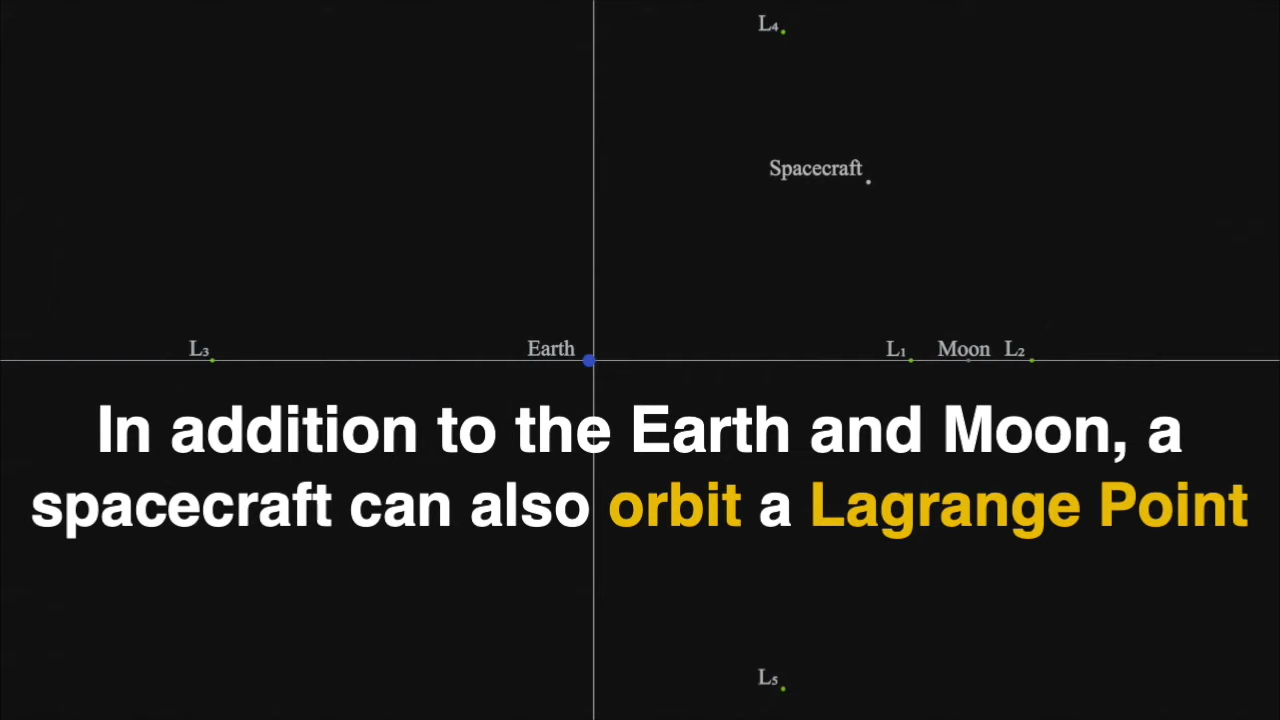 L₄
Spacecraft
L₃ Earth L₁ Moon L₂
In addition to the Earth and Moon, a
spacecraft can also orbit a Lagrange Point
L₅